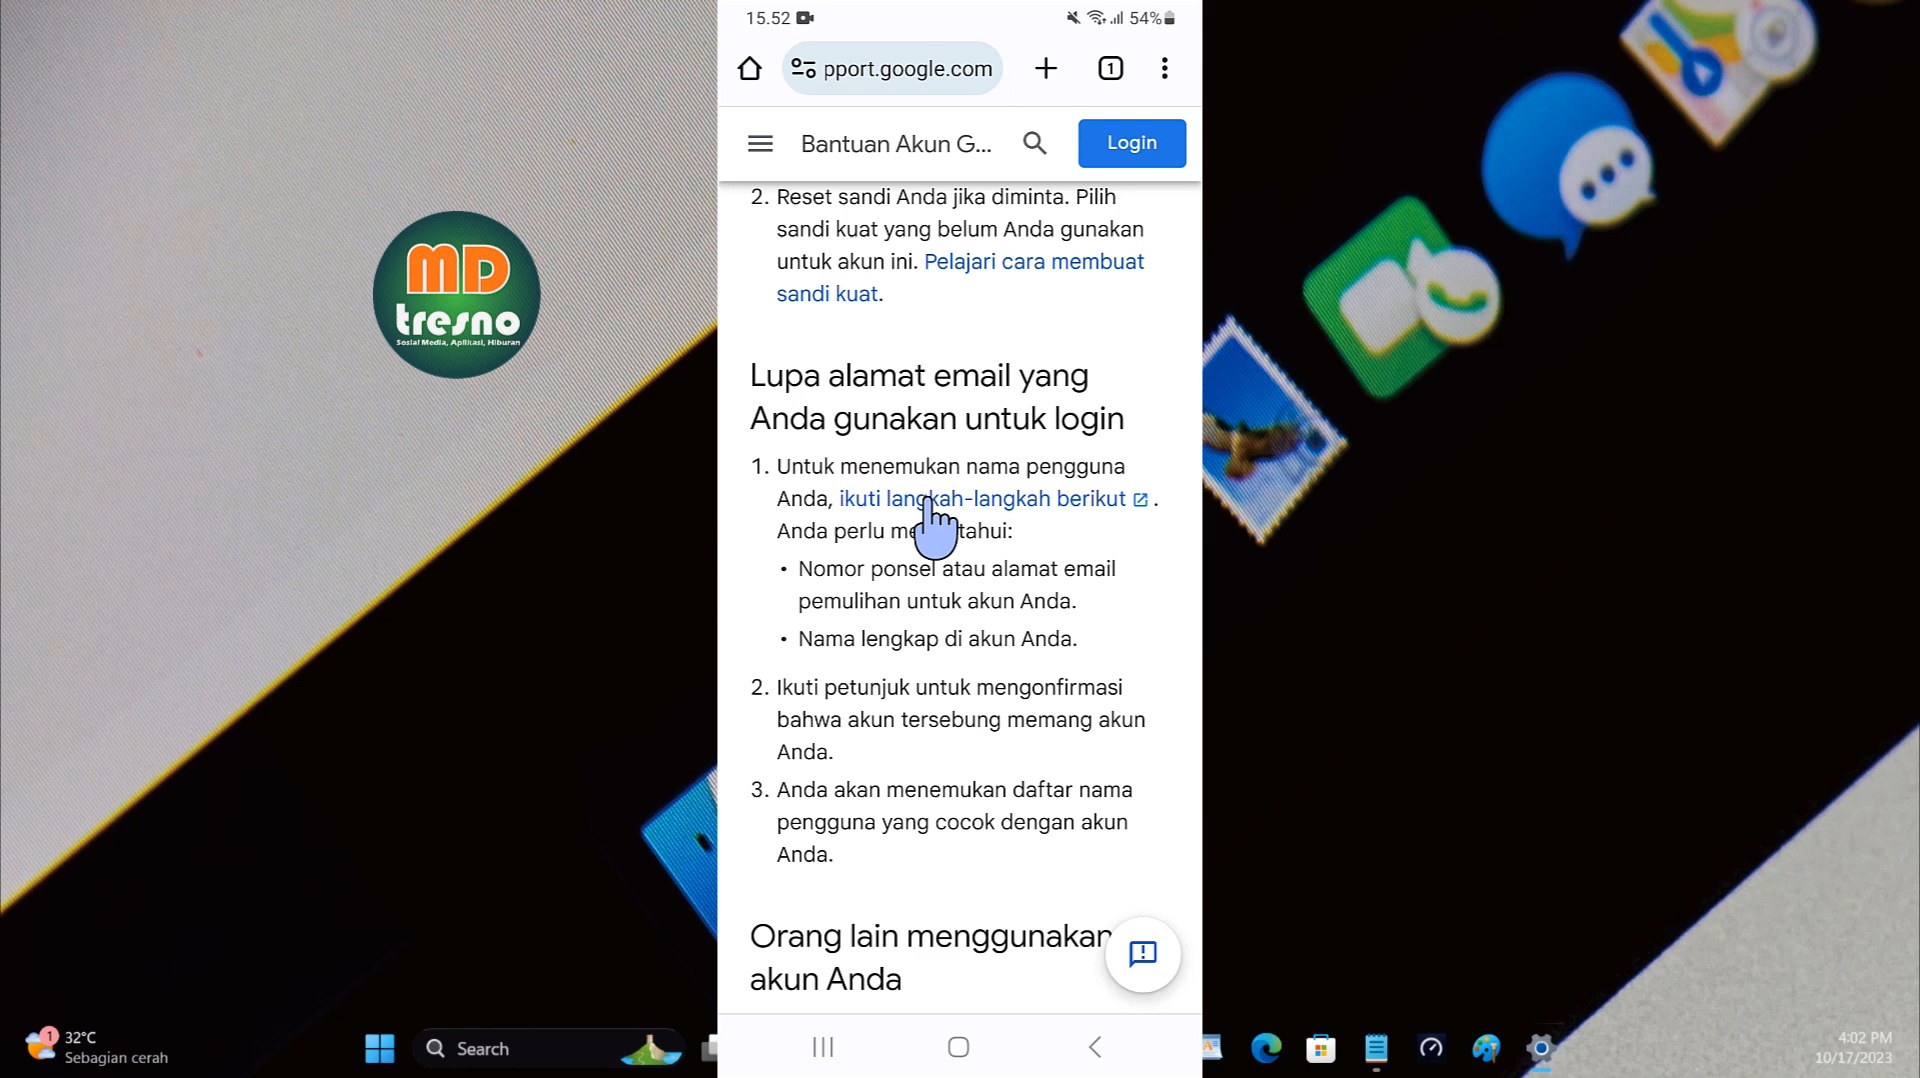 15.52
54%
pport.google.com
1
Bantuan Akun G...
Login
2. Reset sandi Anda jika diminta. Pilih
sandi kuat yang belum Anda gunakan
untuk akun ini. Pelajari cara membuat
sandi kuat.
Lupa alamat email yang
Anda gunakan untuk login
1. Untuk menemukan nama pengguna
Anda, ikuti langkah-langkah berikut .
Anda perlu me tahui:
• Nomor ponsel atau alamat email
pemulihan untuk akun Anda.
• Nama lengkap di akun Anda.
2. Ikuti petunjuk untuk mengonfirmasi
bahwa akun tersebung memang akun
Anda.
3. Anda akan menemukan daftar nama
pengguna yang cocok dengan akun
Anda.
Orang lain menggunakan
akun Anda
MD
tresno
Sosial Media, Aplikasi, Hiburan
1
32°C
Sebagian cerah
Search
4:02 PM
10/17/2023